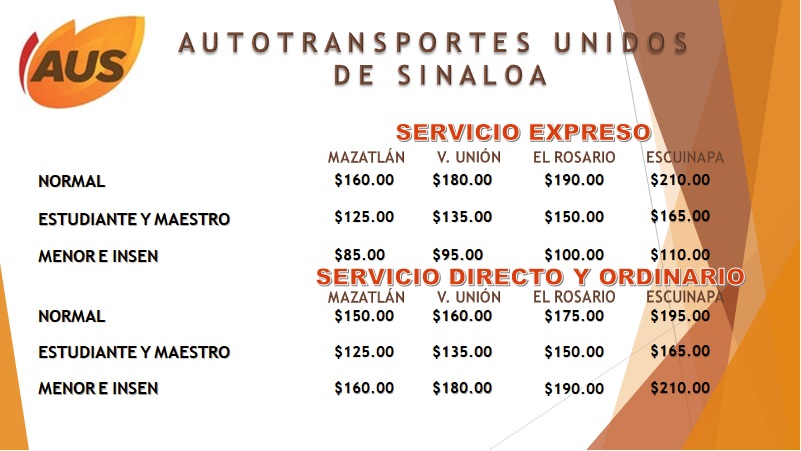 AUS
AUTOTRANSPORTES UNIDOS
DE SINALOA
SERVICIO EXPRESO
MAZATLÁN V. UNIÓN EL ROSARIO ESCUINAPA
NORMAL $160.00 $180.00 $190.00 $210.00
ESTUDIANTE Y MAESTRO $125.00 $135.00 $150.00 $165.00
MENOR E INSEN $85.00 $95.00 $100.00 $110.00
SERVICIO DIRECTO Y ORDINARIO
MAZATLÁN V. UNIÓN EL ROSARIO ESCUINAPA
NORMAL $150.00 $160.00 $175.00 $195.00
ESTUDIANTE Y MAESTRO $125.00 $135.00 $150.00 $165.00
MENOR E INSEN $160.00 $180.00 $190.00 $210.00